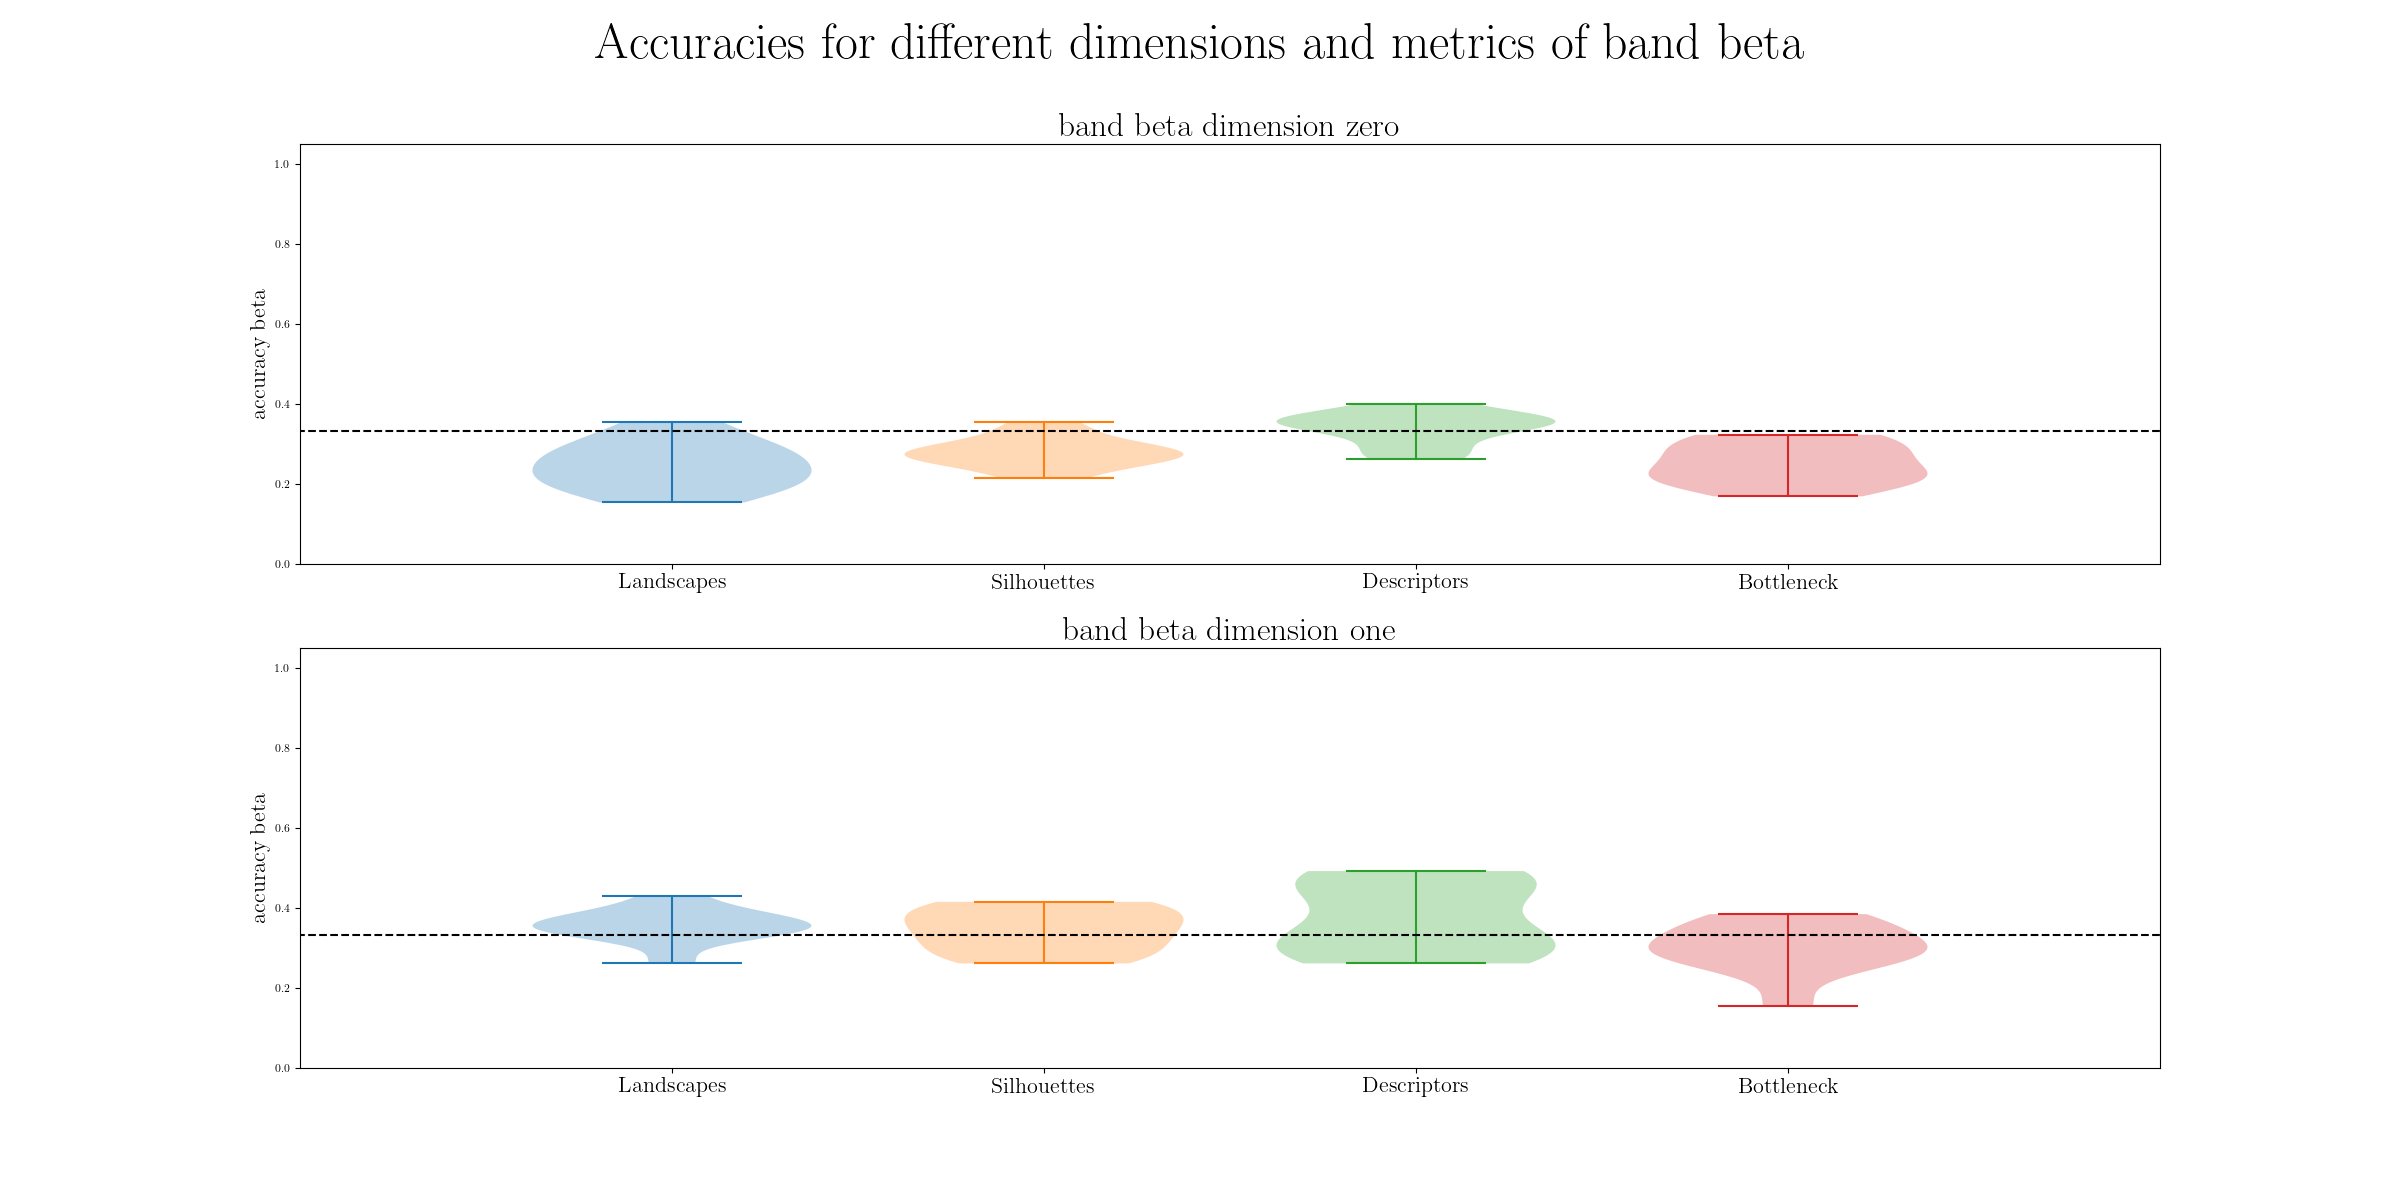 Accuracies for different dimensions and metrics of band beta
band beta dimension zero
1.0
0.8
0.6
0.4
0.2
0.0
accuracy beta
Landscapes Silhouettes Descriptors Bottleneck
band beta dimension one
1.0
0.8
0.6
0.4
0.2
0.0
accuracy beta
Landscapes Silhouettes Descriptors Bottleneck